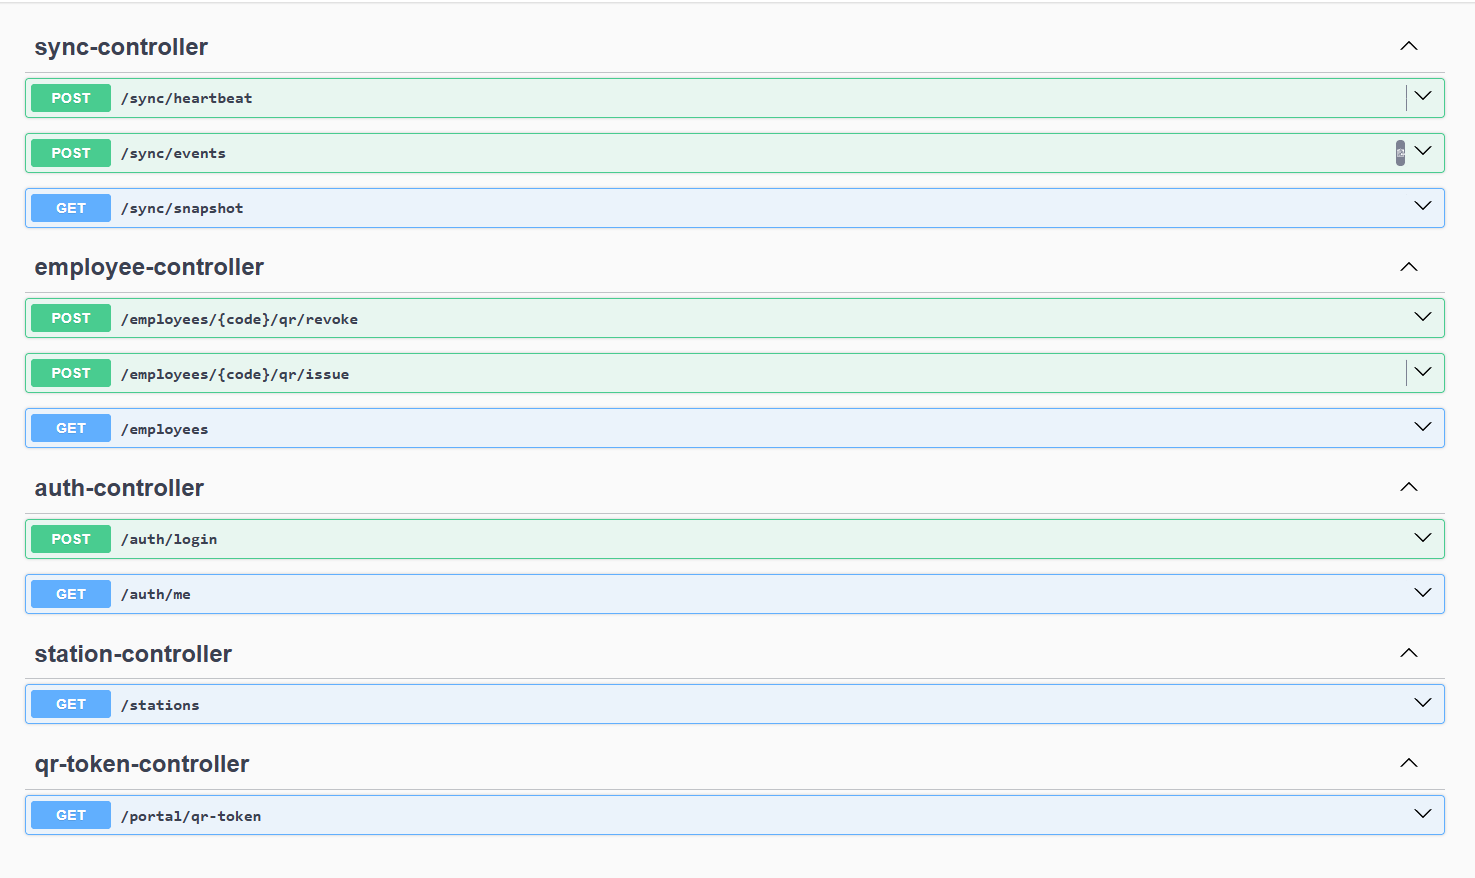 sync-controller
POST /sync/heartbeat
POST /sync/events
GET /sync/snapshot
employee-controller
POST /employees/{code}/qr/revoke
POST /employees/{code}/qr/issue
GET /employees
auth-controller
POST /auth/login
GET /auth/me
station-controller
GET /stations
qr-token-controller
GET /portal/qr-token